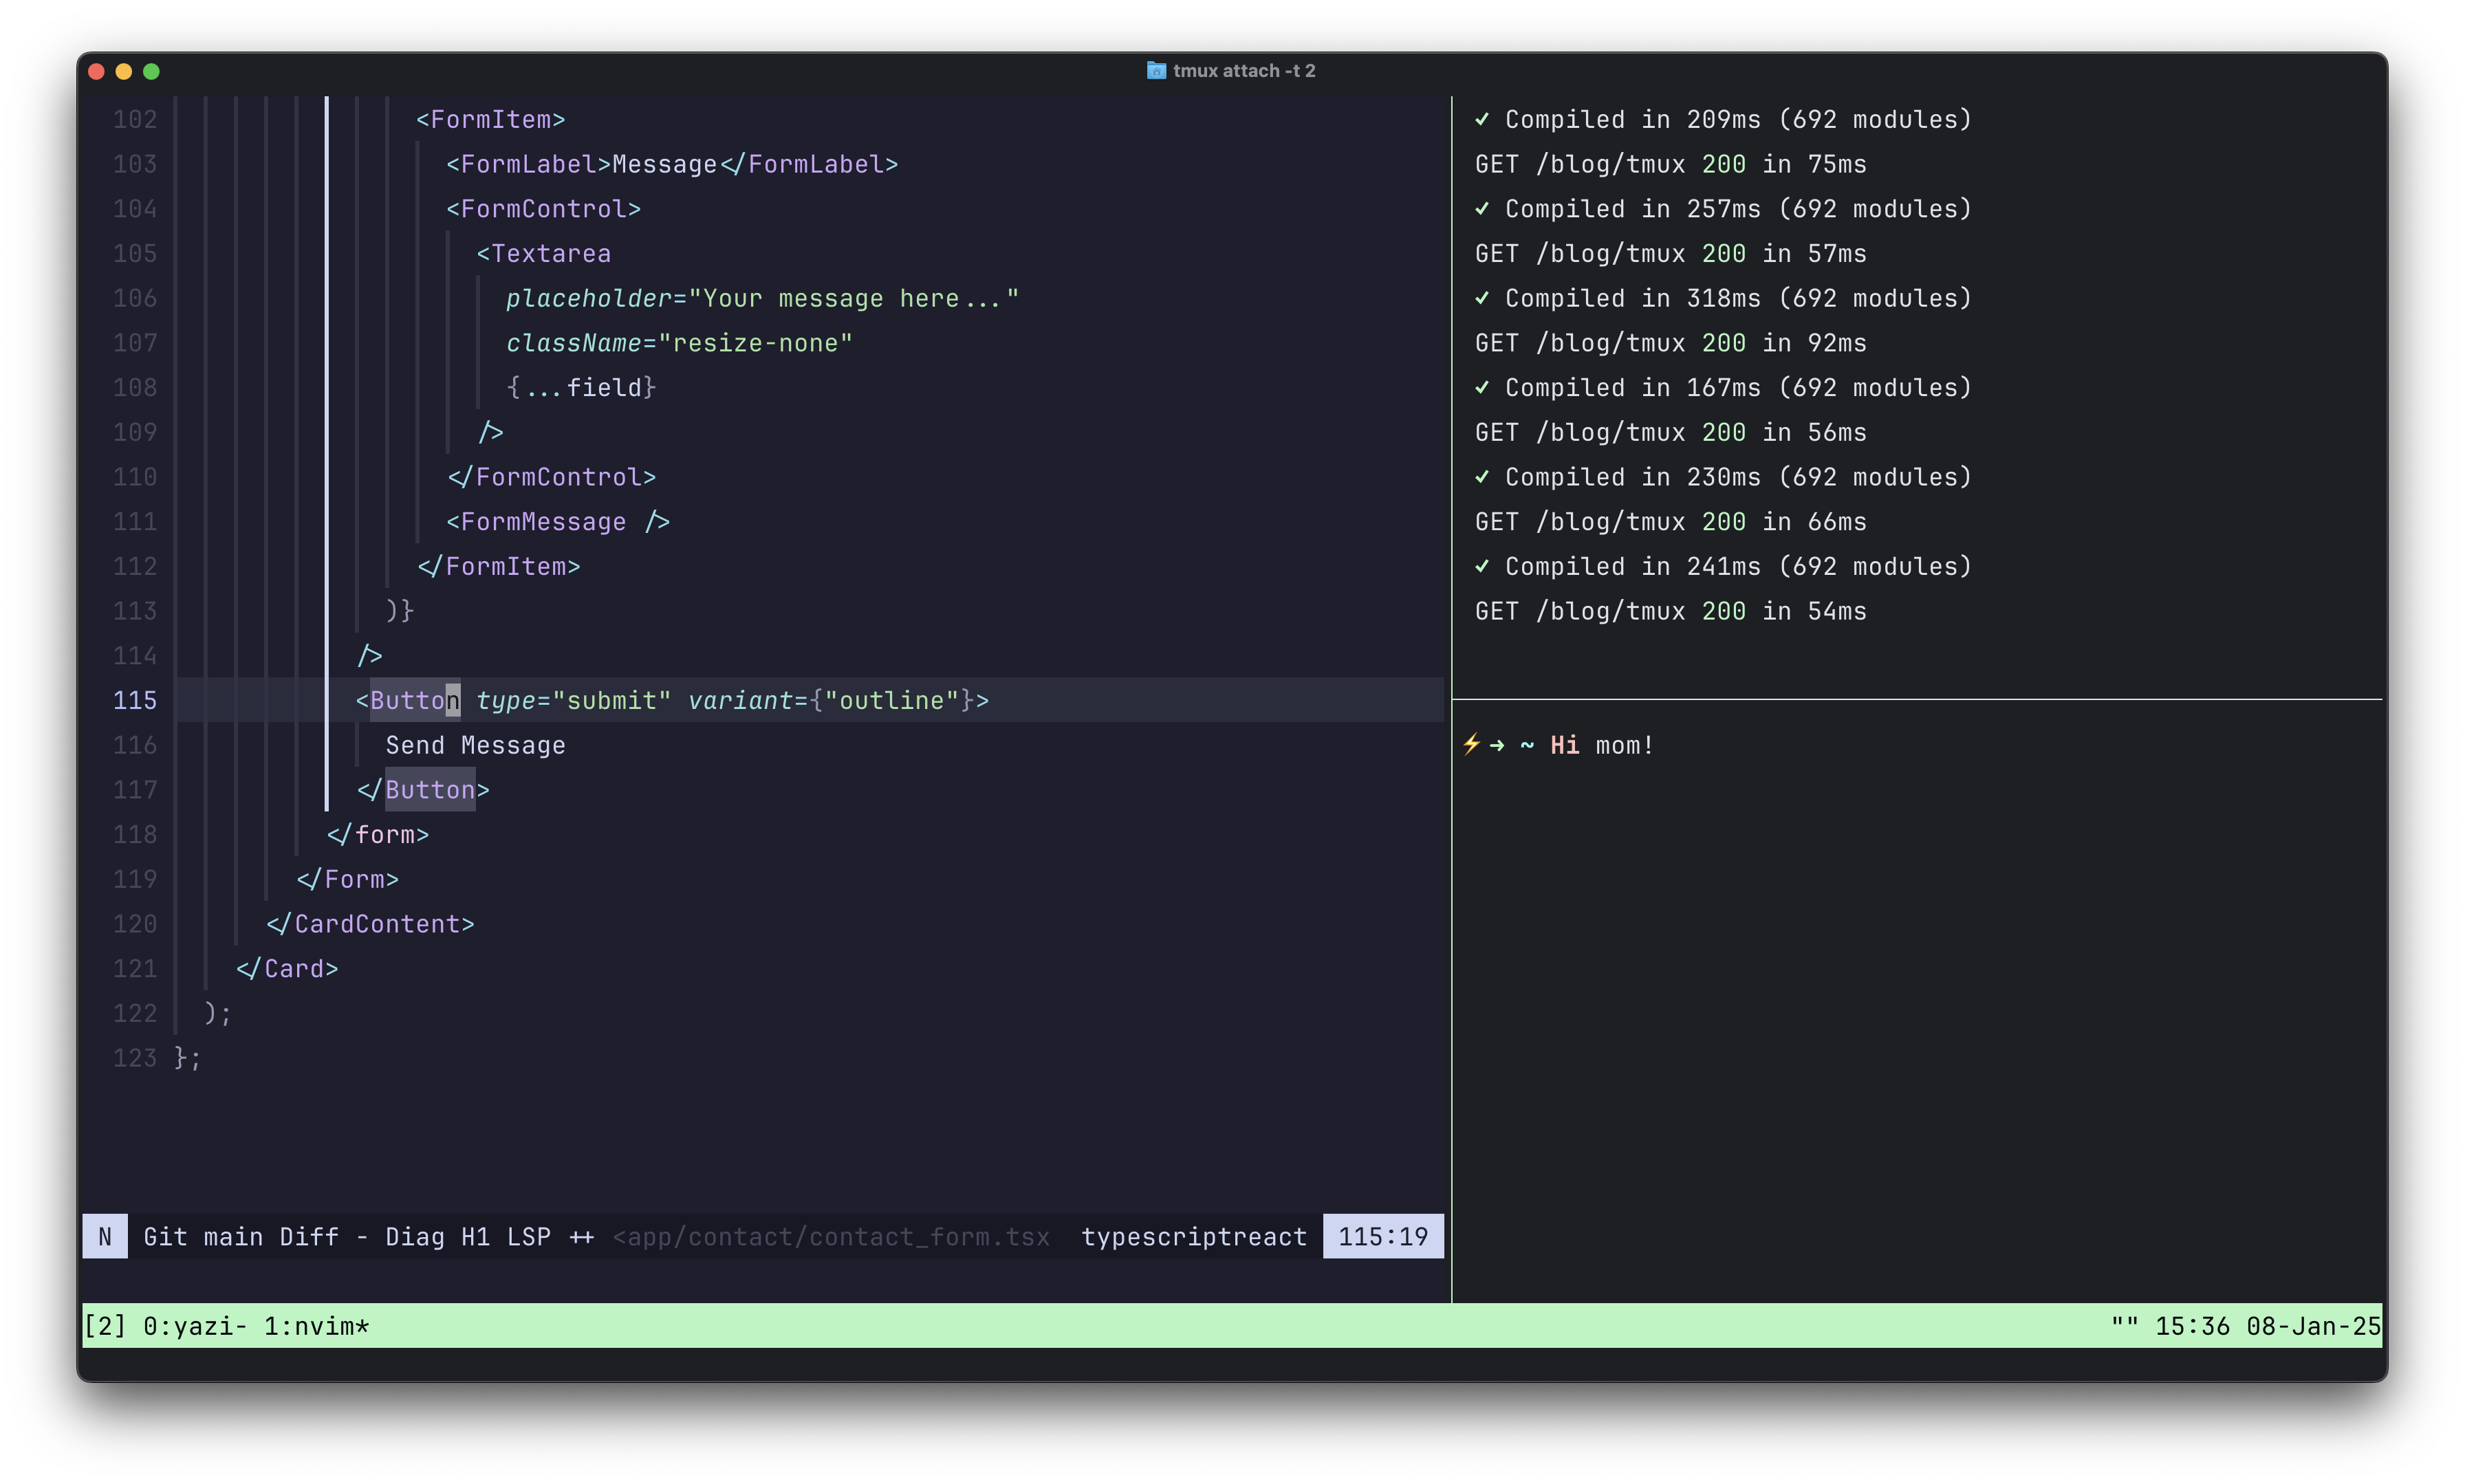 tmux attach -t 2
102 <FormItem>
103 <FormLabel>Message</FormLabel>
104 <FormControl>
105 <Textarea
106 placeholder="Your message here..."
107 className="resize-none"
108 {...field}
109 />
110 </FormControl>
111 <FormMessage />
112 </FormItem>
113 )}
114 />
115 <Button type="submit" variant={"outline"}>
116 Send Message
117 </Button>
118 </form>
119 </Form>
120 </CardContent>
121 </Card>
122 );
123 };
N Git main Diff - Diag H1 LSP ++ <app/contact/contact_form.tsx typescriptreact 115:19
✓ Compiled in 209ms (692 modules)
GET /blog/tmux 200 in 75ms
✓ Compiled in 257ms (692 modules)
GET /blog/tmux 200 in 57ms
✓ Compiled in 318ms (692 modules)
GET /blog/tmux 200 in 92ms
✓ Compiled in 167ms (692 modules)
GET /blog/tmux 200 in 56ms
✓ Compiled in 230ms (692 modules)
GET /blog/tmux 200 in 66ms
✓ Compiled in 241ms (692 modules)
GET /blog/tmux 200 in 54ms
⚡➜ ~ Hi mom!
[2] 0:yazi- 1:nvim* "" 15:36 08-Jan-25